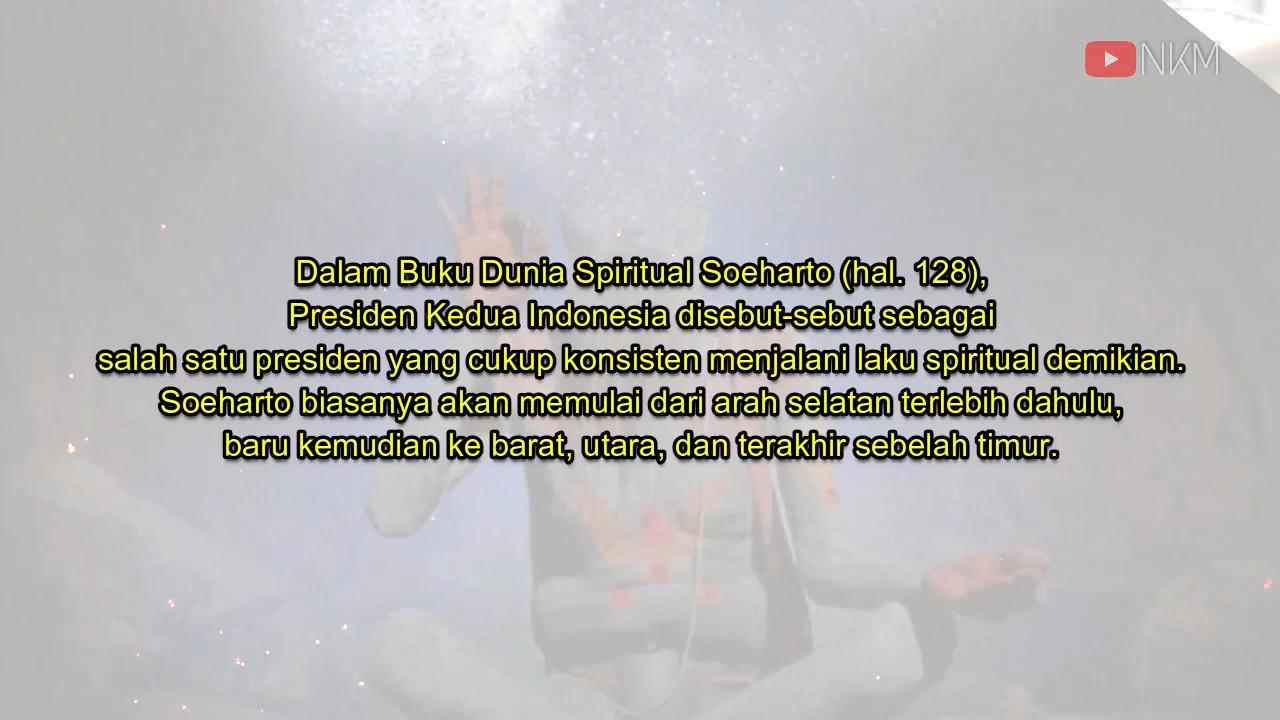 NKM
Dalam Buku Dunia Spiritual Soeharto (hal. 128),
Presiden Kedua Indonesia disebut-sebut sebagai
salah satu presiden yang cukup konsisten menjalani laku spiritual demikian.
Soeharto biasanya akan memulai dari arah selatan terlebih dahulu,
baru kemudian ke barat, utara, dan terakhir sebelah timur.